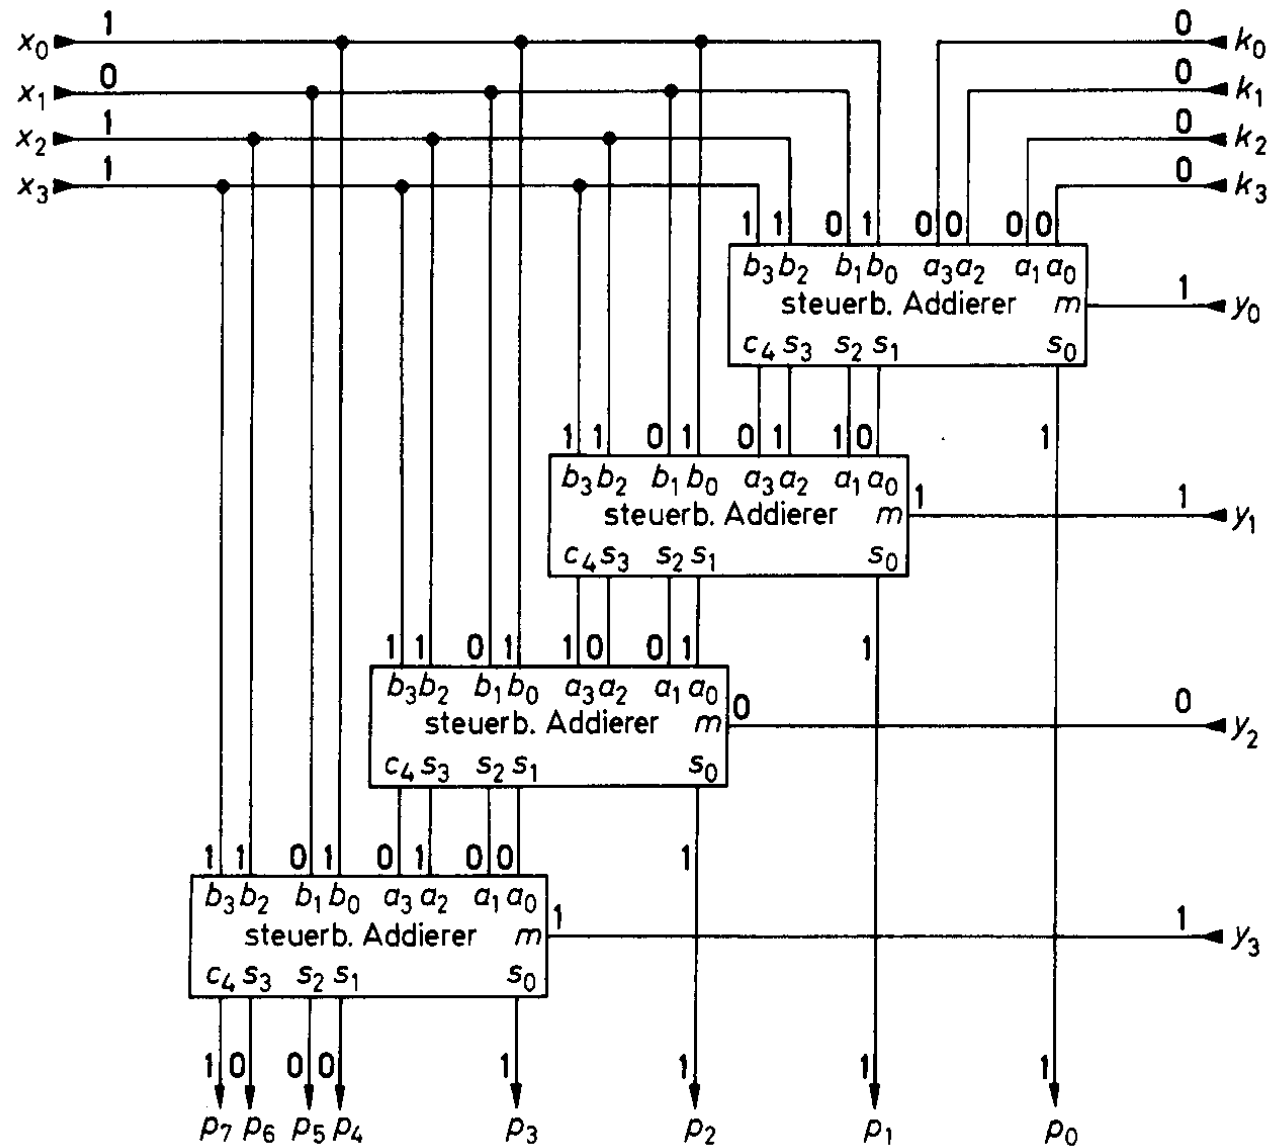 x₀ 1 0 k₀
x₁ 0 0 k₁
x₂ 1 0 k₂
x₃ 1 0 k₃
1 1 0 1 0 0 0 0
b₃ b₂ b₁ b₀ a₃ a₂ a₁ a₀
steuerb. Addierer m 1 y₀
c₄ s₃ s₂ s₁ s₀
1 1 0 1 0 1 1 0 1
b₃ b₂ b₁ b₀ a₃ a₂ a₁ a₀
steuerb. Addierer m 1 1 y₁
c₄ s₃ s₂ s₁ s₀
1 1 0 1 1 0 0 1 1
b₃ b₂ b₁ b₀ a₃ a₂ a₁ a₀
steuerb. Addierer m 0 0 y₂
c₄ s₃ s₂ s₁ s₀
1 1 0 1 0 1 0 0 1
b₃ b₂ b₁ b₀ a₃ a₂ a₁ a₀
steuerb. Addierer m 1 1 y₃
c₄ s₃ s₂ s₁ s₀
1 0 0 0 1 1 1 1
p₇ p₆ p₅ p₄ p₃ p₂ p₁ p₀